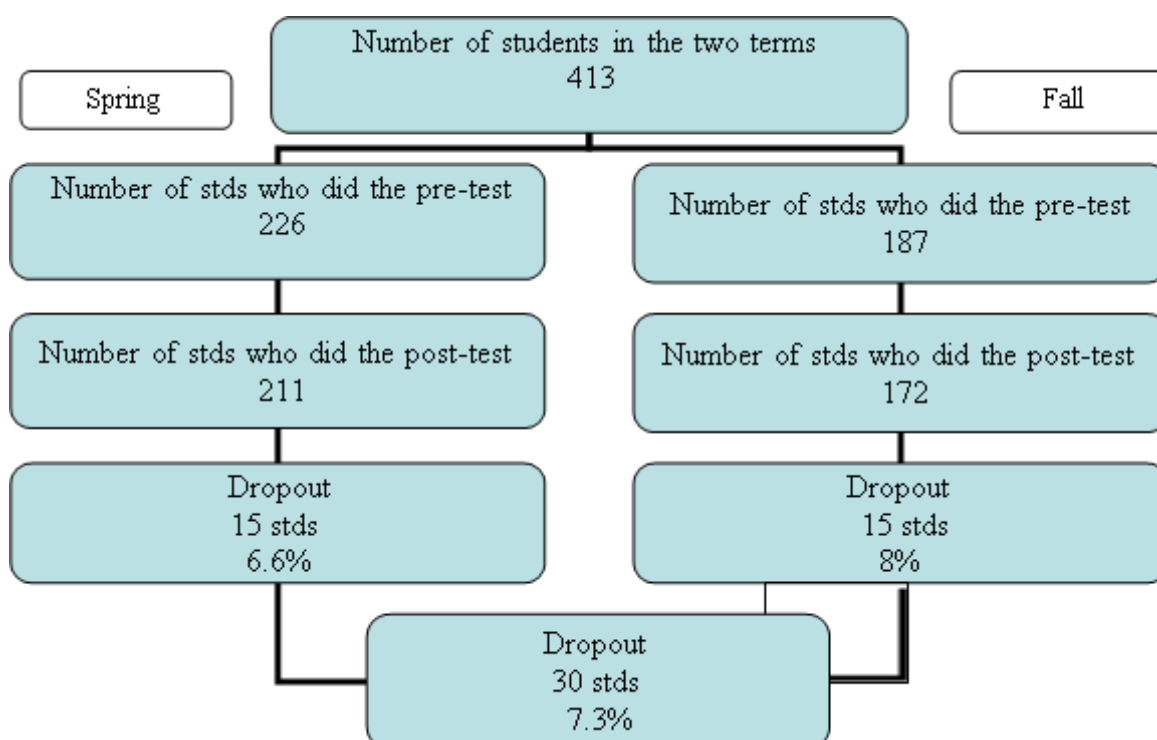 Number of students in the two terms
413
Spring
Fall
Number of stds who did the pre-test
226
Number of stds who did the pre-test
187
Number of stds who did the post-test
211
Number of stds who did the post-test
172
Dropout
15 stds
6.6%
Dropout
15 stds
8%
Dropout
30 stds
7.3%